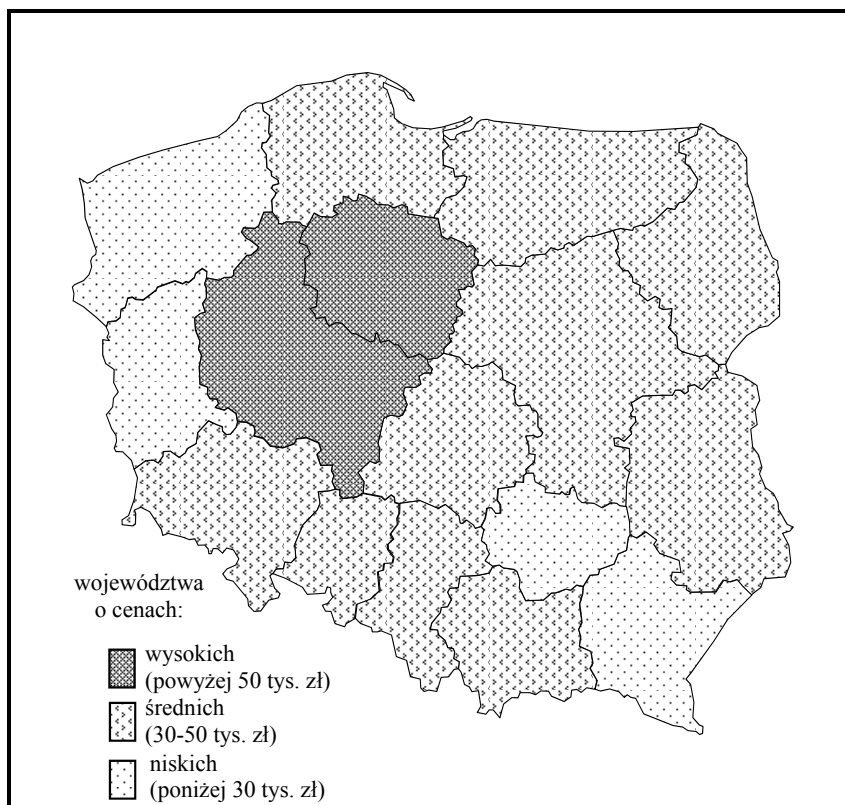 województwa
o cenach:
wysokich
(powyżej 50 tys. zł)
średnich
(30-50 tys. zł)
niskich
(poniżej 30 tys. zł)